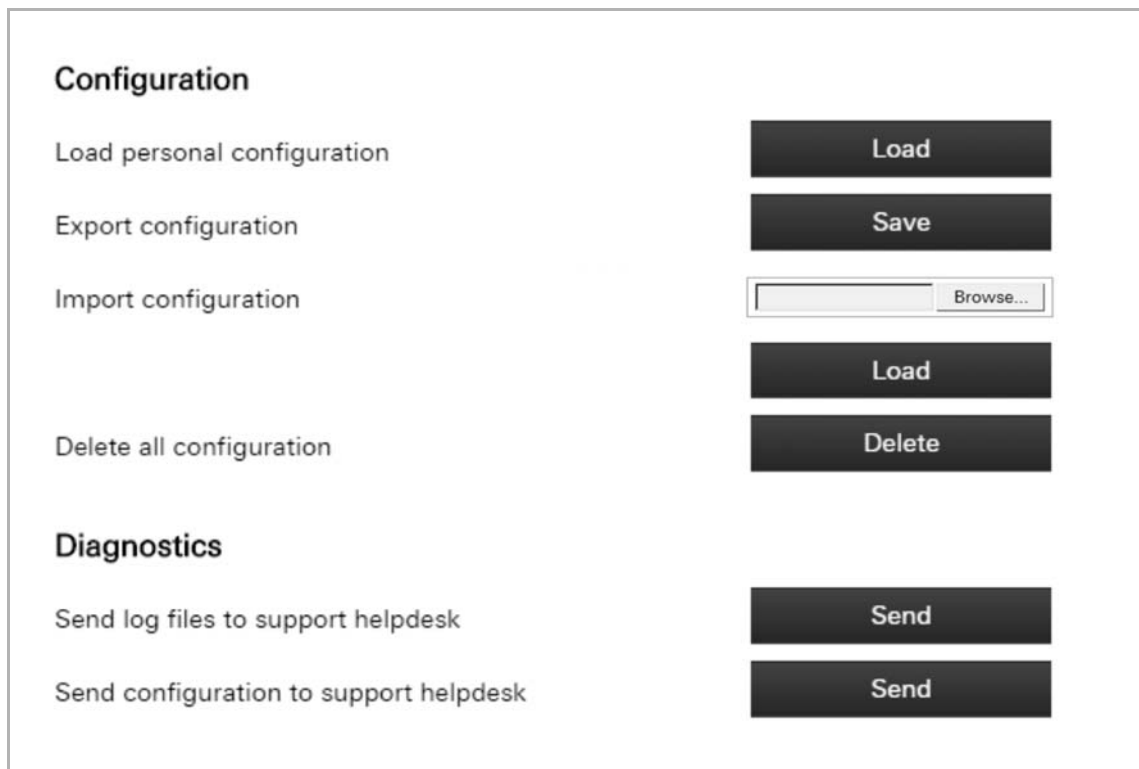 Configuration
Load personal configuration Load
Export configuration Save
Import configuration Browse...
Load
Delete all configuration Delete
Diagnostics
Send log files to support helpdesk Send
Send configuration to support helpdesk Send